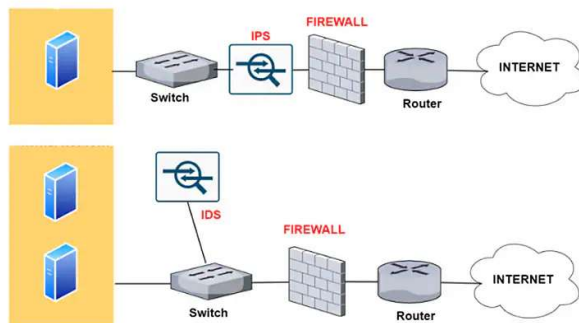 FIREWALL
IPS
INTERNET
Switch
Router
IDS
FIREWALL
INTERNET
Switch
Router